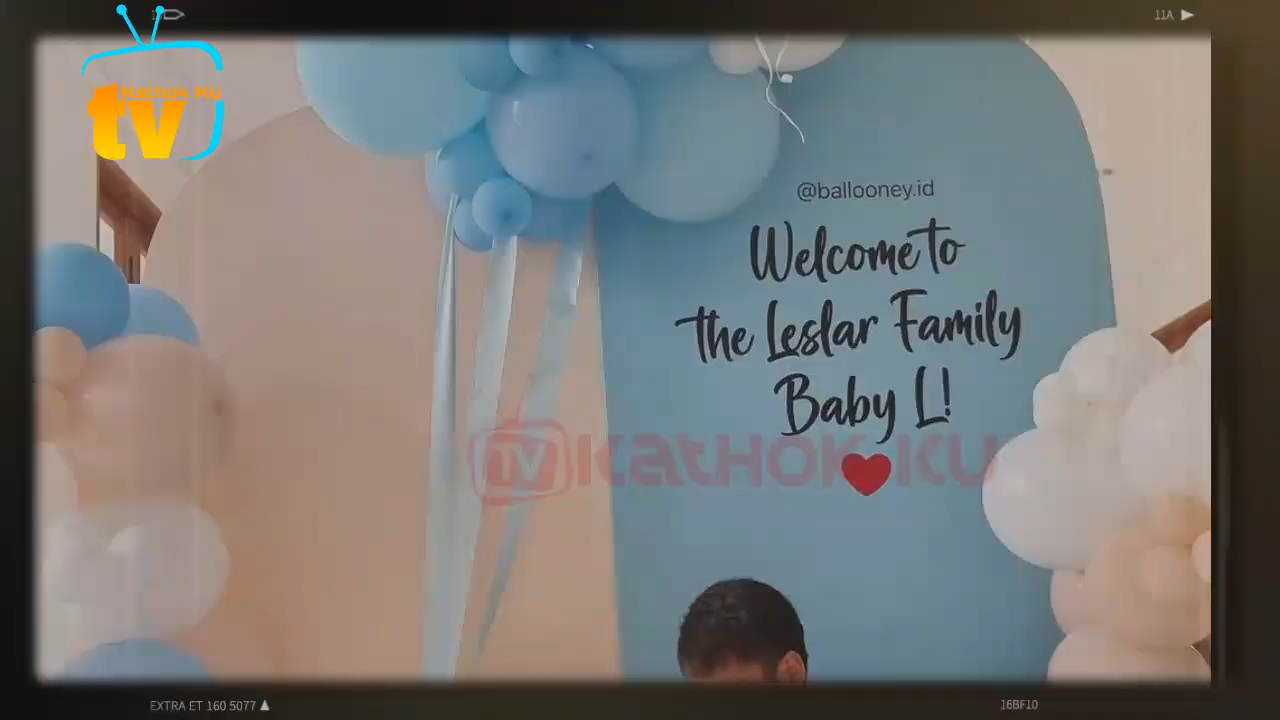 11A
Kathok Ku
tv
@ballooney.id
Welcome to
the Leslar Family
Baby L!
tv KatHOK KU
EXTRA ET 160 5077
16BF10